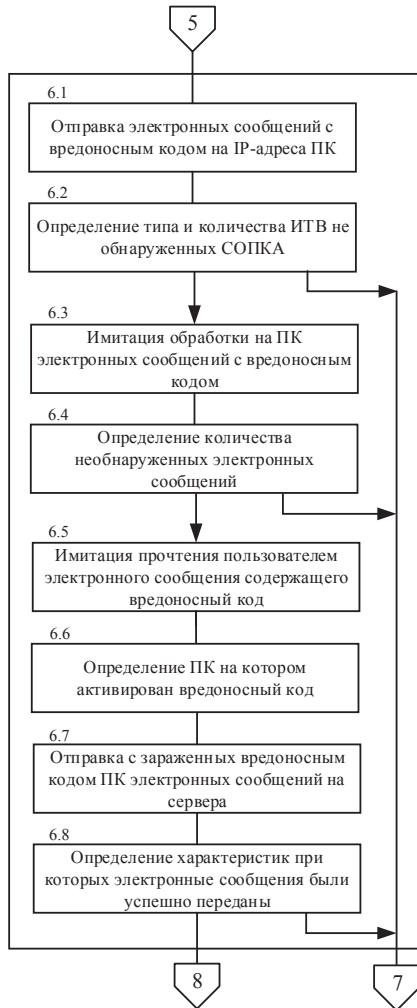 5
6.1
Отправка электронных сообщений с
вредоносным кодом на IP-адреса ПК
6.2
Определение типа и количества ИТВ не
обнаруженных СОПКА
6.3
Имитация обработки на ПК
электронных сообщений с вредоносным
кодом
6.4
Определение количества
необнаруженных электронных
сообщений
6.5
Имитация прочтения пользователем
электронного сообщения содержащего
вредоносный код
6.6
Определение ПК на котором
активирован вредоносный код
6.7
Отправка с зараженных вредоносным
кодом ПК электронных сообщений на
сервера
6.8
Определение характеристик при
которых электронные сообщения были
успешно переданы
8
7